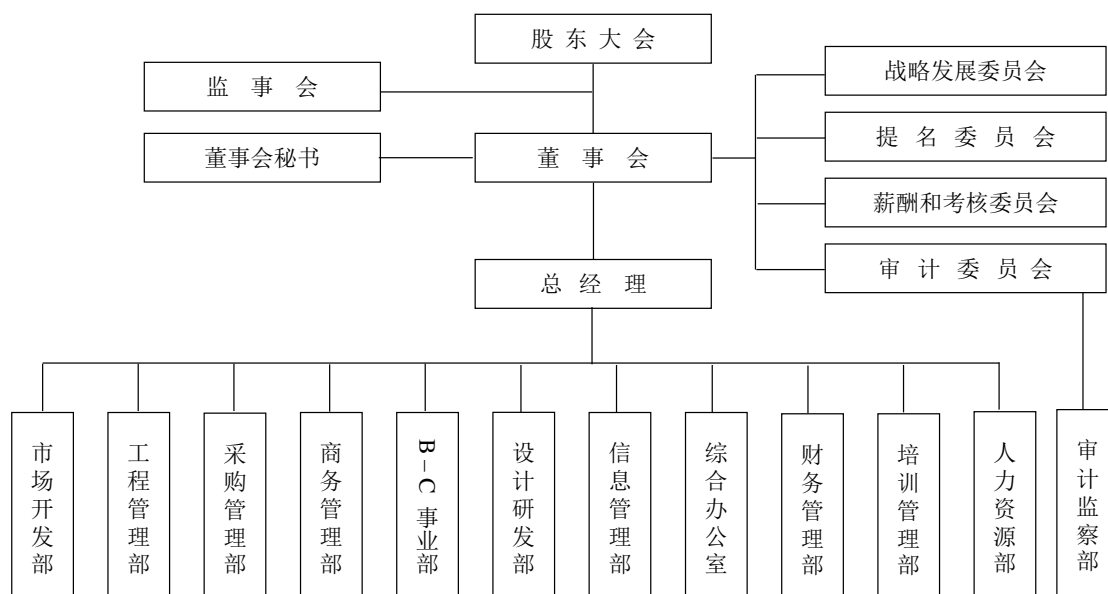 股东大会
监事会
战略发展委员会
提名委员会
董事会秘书
董事会
薪酬和考核委员会
审计委员会
总经理
市场开发部
工程管理部
采购管理部
商务管理部
B-C事业部
设计研发部
信息管理部
综合办公室
财务管理部
培训管理部
人力资源部
审计监察部